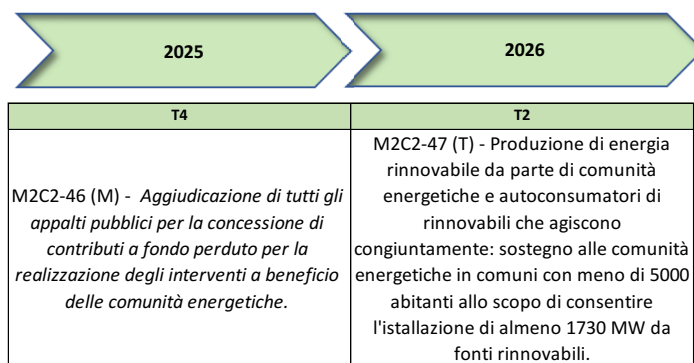 2025
2026
T4
T2
M2C2-46 (M) - Aggiudicazione di tutti gli
appalti pubblici per la concessione di
contributi a fondo perduto per la
realizzazione degli interventi a beneficio
delle comunità energetiche.
M2C2-47 (T) - Produzione di energia
rinnovabile da parte di comunità
energetiche e autoconsumatori di
rinnovabili che agiscono
congiuntamente: sostegno alle comunità
energetiche in comuni con meno di 5000
abitanti allo scopo di consentire
l'istallazione di almeno 1730 MW da
fonti rinnovabili.